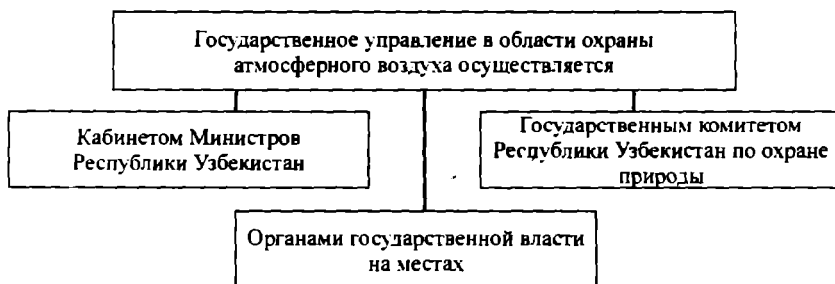 Государственное управление в области охраны
атмосферного воздуха осуществляется
Кабинетом Министров
Республики Узбекистан
Государственным комитетом
Республики Узбекистан по охране
природы
Органами государственной власти
на местах